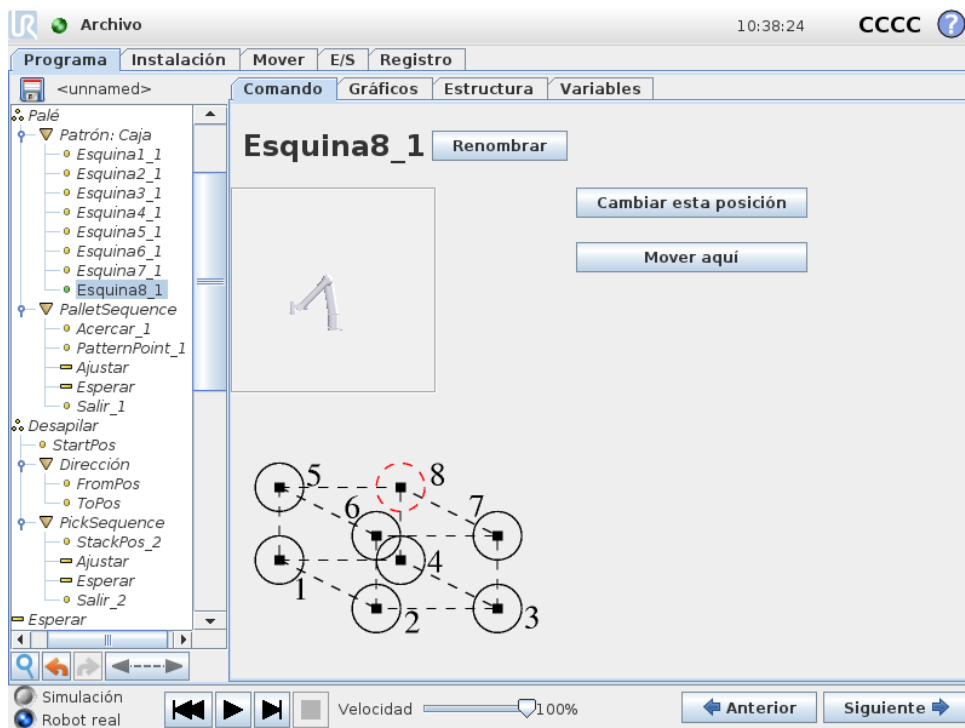 UR Archivo 10:38:24 CCCC ?
Programa Instalación Mover E/S Registro
<unnamed>
Palé
Patrón: Caja
Esquina1_1
Esquina2_1
Esquina3_1
Esquina4_1
Esquina5_1
Esquina6_1
Esquina7_1
Esquina8_1
PalletSequence
Acercar_1
PatternPoint_1
Ajustar
Esperar
Salir_1
Desapilar
StartPos
Dirección
FromPos
ToPos
PickSequence
StackPos_2
Ajustar
Esperar
Salir_2
Esperar
Comando Gráficos Estructura Variables
Esquina8_1 Renombrar
Cambiar esta posición
Mover aquí
5 8
6 7
1 4
2 3
Simulación
Robot real
Velocidad 100%
Anterior Siguiente